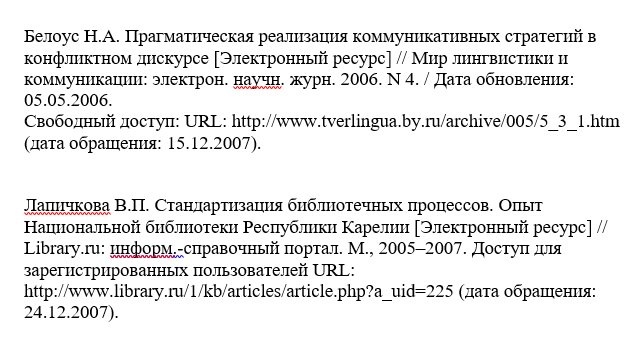 Белоус Н.А. Прагматическая реализация коммуникативных стратегий в
конфликтном дискурсе [Электронный ресурс] // Мир лингвистики и
коммуникации: электрон. научн. журн. 2006. N 4. / Дата обновления:
05.05.2006.
Свободный доступ: URL: http://www.tverlingua.by.ru/archive/005/5_3_1.htm
(дата обращения: 15.12.2007).
Лапичкова В.П. Стандартизация библиотечных процессов. Опыт
Национальной библиотеки Республики Карелии [Электронный ресурс] //
Library.ru: информ.-справочный портал. М., 2005–2007. Доступ для
зарегистрированных пользователей URL:
http://www.library.ru/1/kb/articles/article.php?a_uid=225 (дата обращения:
24.12.2007).